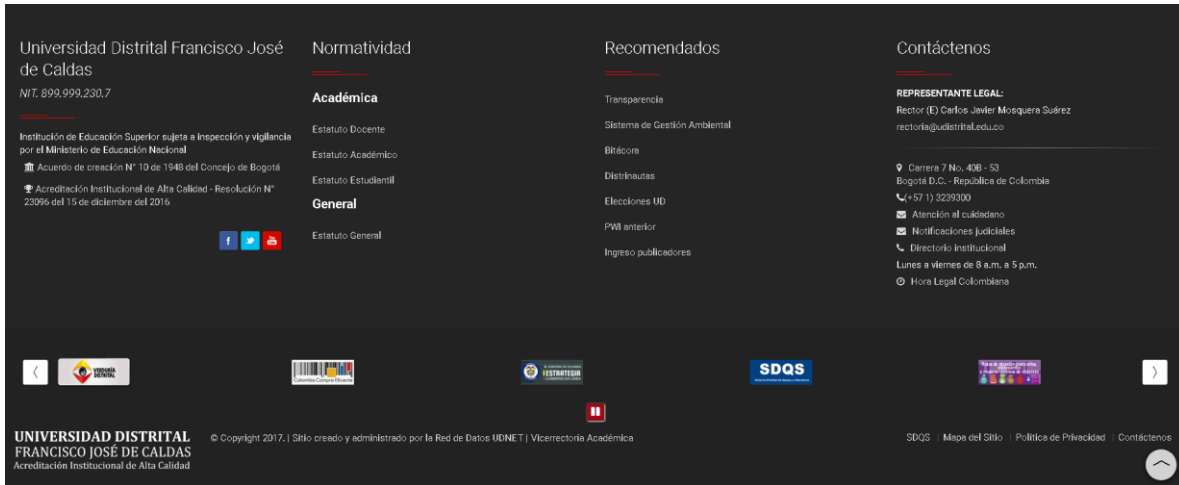 Universidad Distrital Francisco José
de Caldas
NIT. 899.999.230.7
Institución de Educación Superior sujeta a inspección y vigilancia
por el Ministerio de Educación Nacional
Acuerdo de creación N° 10 de 1948 del Concejo de Bogotá
Acreditación Institucional de Alta Calidad - Resolución N°
23096 del 15 de diciembre del 2016
Normatividad
Académica
Estatuto Docente
Estatuto Académico
Estatuto Estudiantil
General
Estatuto General
Recomendados
Transparencia
Sistema de Gestión Ambiental
Bitácora
Distrinautas
Elecciones UD
PWI anterior
Ingreso publicadores
Contáctenos
REPRESENTANTE LEGAL:
Rector (E) Carlos Javier Mosquera Suárez
rectoria@udistrital.edu.co
Carrera 7 No. 40B - 53
Bogotá D.C. - República de Colombia
(+57 1) 3239300
Atención al cuidadano
Notificaciones judiciales
Directorio institucional
Lunes a viernes de 8 a.m. a 5 p.m.
Hora Legal Colombiana
VEEDURÍA
DISTRITAL
Colombia Compra Eficiente
ESTRATEGIA
SDQS
UNIVERSIDAD DISTRITAL
FRANCISCO JOSÉ DE CALDAS
Acreditación Institucional de Alta Calidad
© Copyright 2017. | Sitio creado y administrado por la Red de Datos UDNET | Vicerrectoria Académica
SDQS | Mapa del Sitio | Política de Privacidad | Contáctenos